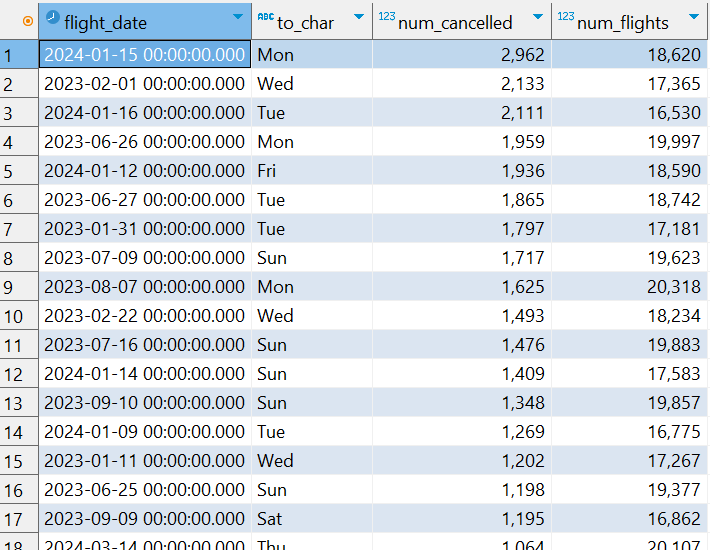 flight_date ABC to_char 123 num_cancelled 123 num_flights
1 2024-01-15 00:00:00.000 Mon 2,962 18,620
2 2023-02-01 00:00:00.000 Wed 2,133 17,365
3 2024-01-16 00:00:00.000 Tue 2,111 16,530
4 2023-06-26 00:00:00.000 Mon 1,959 19,997
5 2024-01-12 00:00:00.000 Fri 1,936 18,590
6 2023-06-27 00:00:00.000 Tue 1,865 18,742
7 2023-01-31 00:00:00.000 Tue 1,797 17,181
8 2023-07-09 00:00:00.000 Sun 1,717 19,623
9 2023-08-07 00:00:00.000 Mon 1,625 20,318
10 2023-02-22 00:00:00.000 Wed 1,493 18,234
11 2023-07-16 00:00:00.000 Sun 1,476 19,883
12 2024-01-14 00:00:00.000 Sun 1,409 17,583
13 2023-09-10 00:00:00.000 Sun 1,348 19,857
14 2024-01-09 00:00:00.000 Tue 1,269 16,775
15 2023-01-11 00:00:00.000 Wed 1,202 17,267
16 2023-06-25 00:00:00.000 Sun 1,198 19,377
17 2023-09-09 00:00:00.000 Sat 1,195 16,862
18 2024-03-14 00:00:00.000 Thu 1,064 20,107